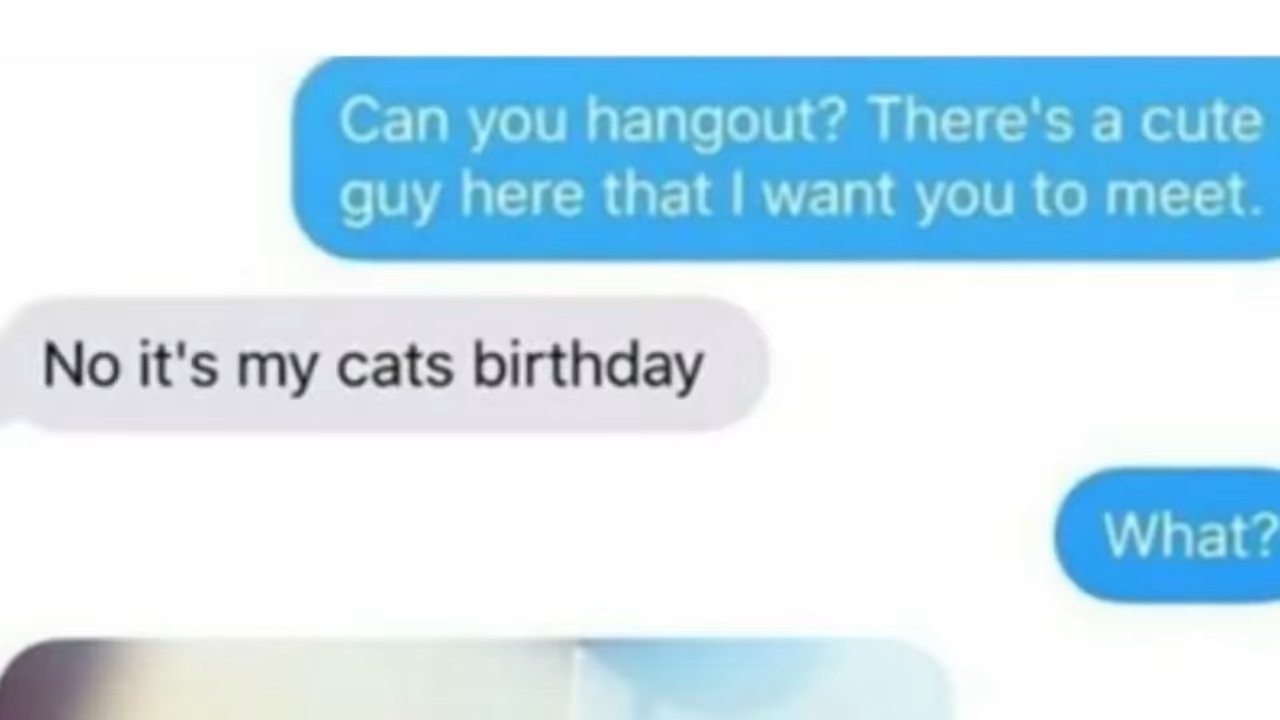 Can you hangout? There's a cute
guy here that I want you to meet.
No it's my cats birthday
What?